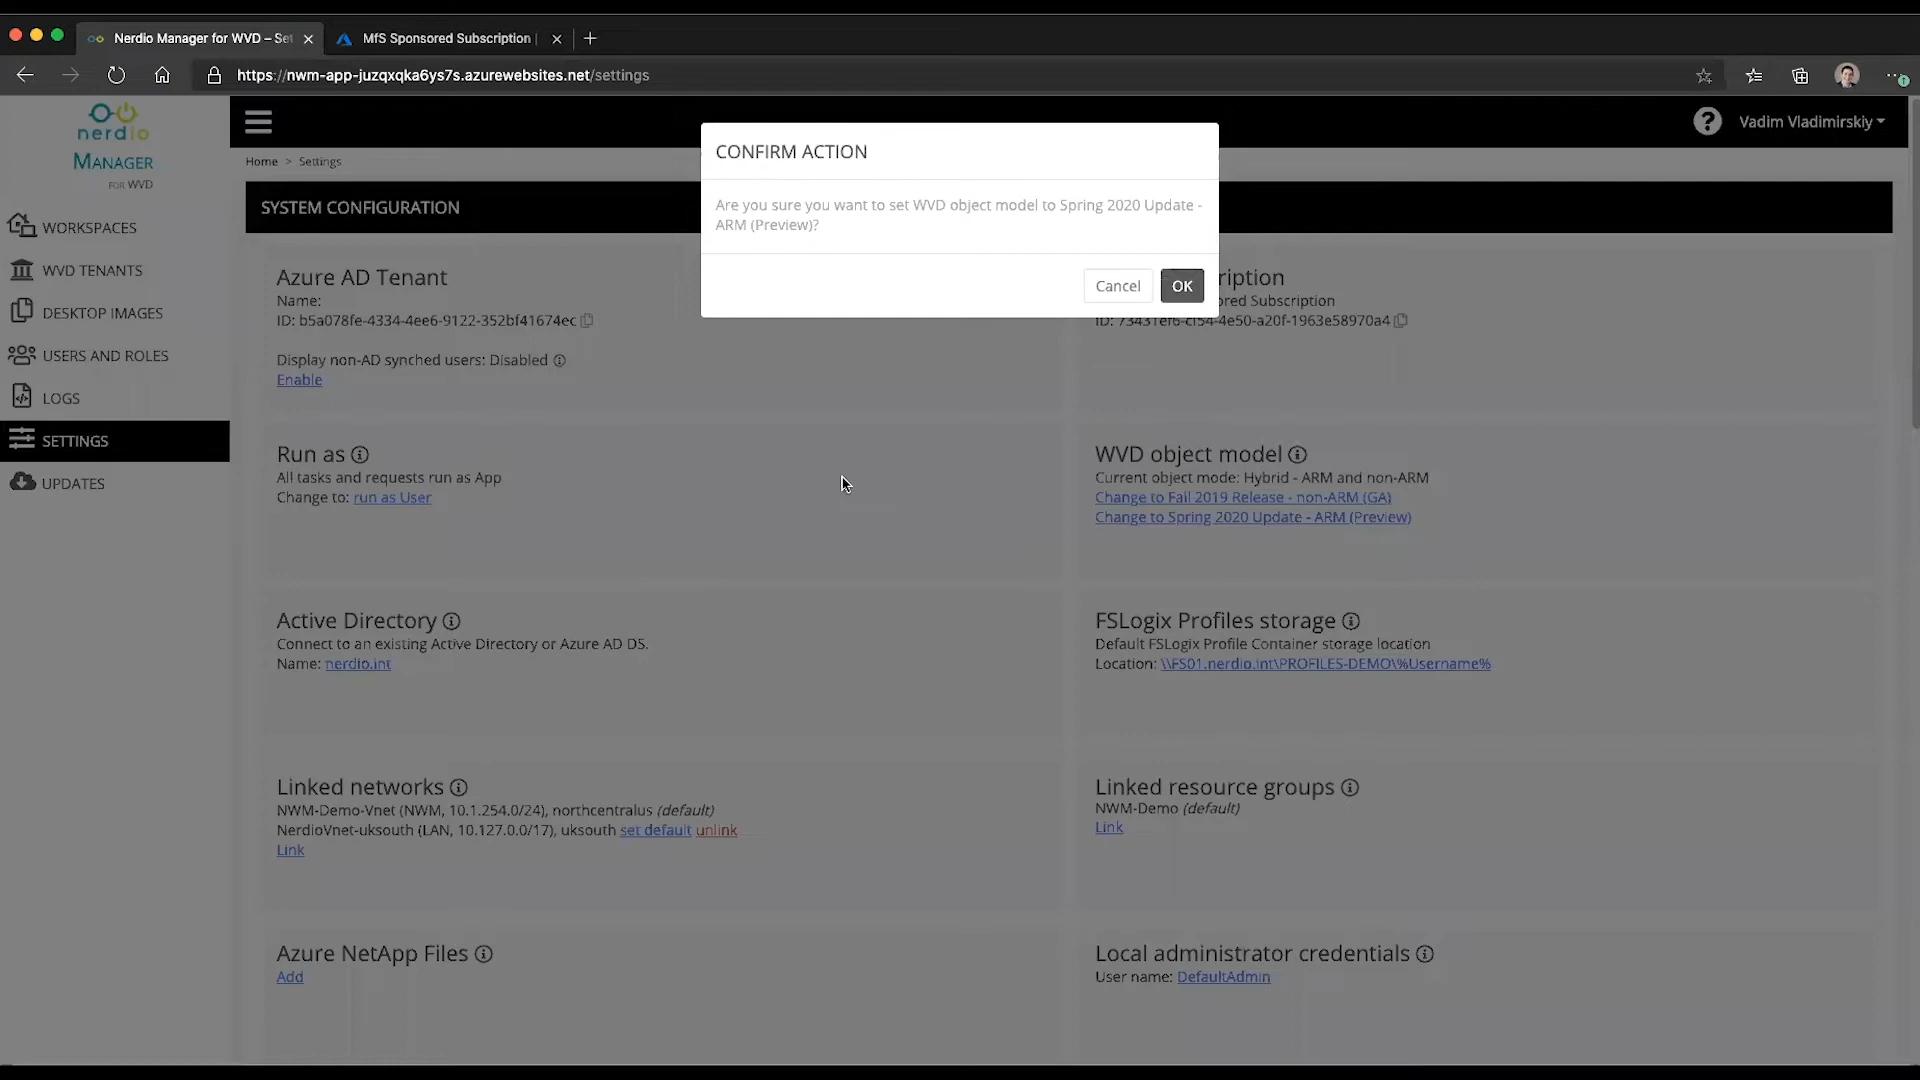 Nerdio Manager for WVD – Set
MfS Sponsored Subscription
https://nwm-app-juzqxqka6ys7s.azurewebsites.net/settings
nerdio
MANAGER
FOR WVD
WORKSPACES
WVD TENANTS
DESKTOP IMAGES
USERS AND ROLES
LOGS
SETTINGS
UPDATES
Vadim Vladimirskiy
Home > Settings
SYSTEM CONFIGURATION
CONFIRM ACTION
Are you sure you want to set WVD object model to Spring 2020 Update -
ARM (Preview)?
Cancel
OK
Azure AD Tenant
Name:
ID: b5a078fe-4334-4ee6-9122-352bf41674ec
Display non-AD synched users: Disabled
Enable
ription
ored Subscription
ID: 73431ef6-cf54-4e50-a20f-1963e58970a4
Run as
All tasks and requests run as App
Change to: run as User
WVD object model
Current object mode: Hybrid - ARM and non-ARM
Change to Fall 2019 Release - non-ARM (GA)
Change to Spring 2020 Update - ARM (Preview)
Active Directory
Connect to an existing Active Directory or Azure AD DS.
Name: nerdio.int
FSLogix Profiles storage
Default FSLogix Profile Container storage location
Location: \\FS01.nerdio.int\PROFILES-DEMO\%Username%
Linked networks
NWM-Demo-Vnet (NWM, 10.1.254.0/24), northcentralus (default)
NerdioVnet-uksouth (LAN, 10.127.0.0/17), uksouth set default unlink
Link
Linked resource groups
NWM-Demo (default)
Link
Azure NetApp Files
Add
Local administrator credentials
User name: DefaultAdmin